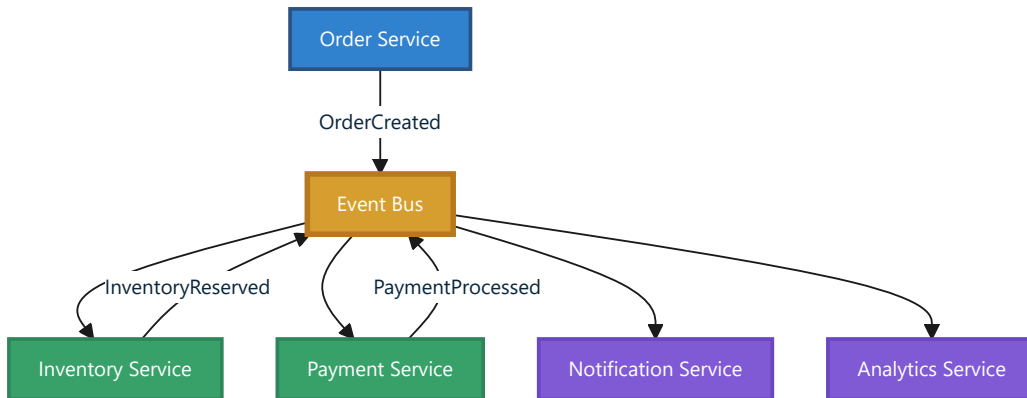 Order Service
OrderCreated
Event Bus
InventoryReserved
PaymentProcessed
Inventory Service
Payment Service
Notification Service
Analytics Service